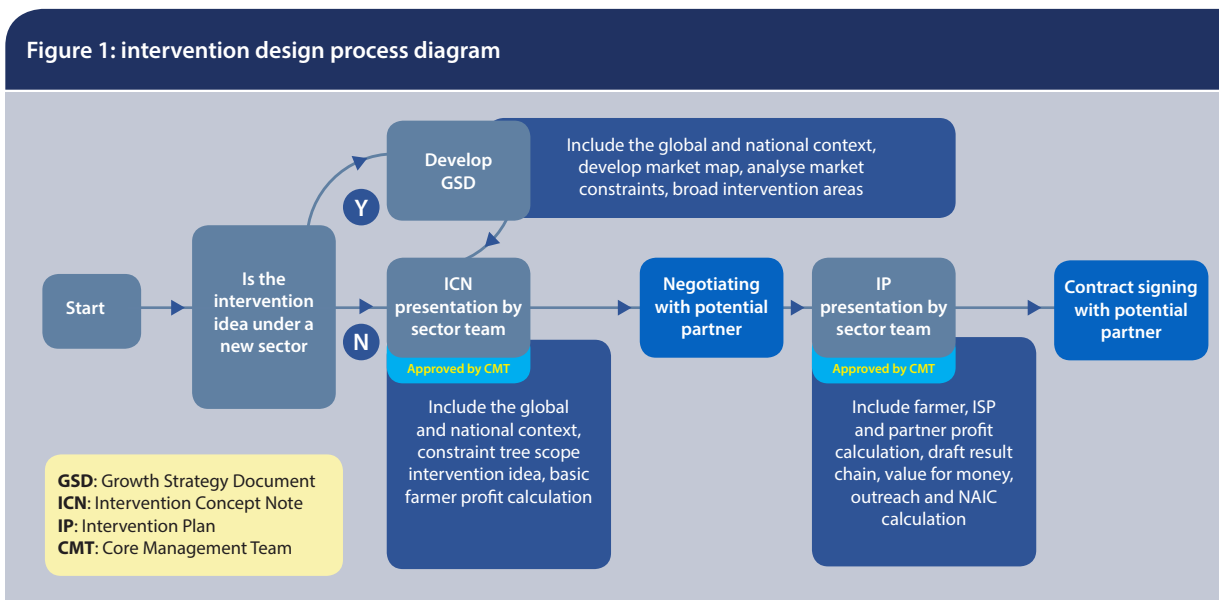 Figure 1: intervention design process diagram
Develop
GSD
Include the global and national context,
develop market map, analyse market
constraints, broad intervention areas
Y
Start
Is the
intervention
idea under a
new sector
N
ICN
presentation by
sector team
Approved by CMT
Include the global
and national context,
constraint tree scope
intervention idea, basic
farmer profit calculation
Negotiating
with potential
partner
IP
presentation by
sector team
Approved by CMT
Include farmer, ISP
and partner profit
calculation, draft result
chain, value for money,
outreach and NAIC
calculation
Contract signing
with potential
partner
GSD: Growth Strategy Document
ICN: Intervention Concept Note
IP: Intervention Plan
CMT: Core Management Team